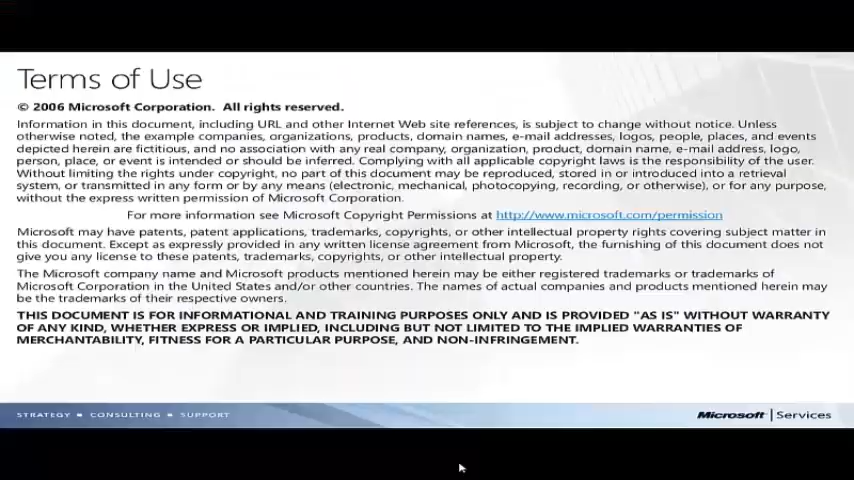 Terms of Use
© 2006 Microsoft Corporation. All rights reserved.
Information in this document, including URL and other Internet Web site references, is subject to change without notice. Unless
otherwise noted, the example companies, organizations, products, domain names, e-mail addresses, logos, people, places, and events
depicted herein are fictitious, and no association with any real company, organization, product, domain name, e-mail address, logo,
person, place, or event is intended or should be inferred. Complying with all applicable copyright laws is the responsibility of the user.
Without limiting the rights under copyright, no part of this document may be reproduced, stored in or introduced into a retrieval
system, or transmitted in any form or by any means (electronic, mechanical, photocopying, recording, or otherwise), or for any purpose,
without the express written permission of Microsoft Corporation.
For more information see Microsoft Copyright Permissions at http://www.microsoft.com/permission
Microsoft may have patents, patent applications, trademarks, copyrights, or other intellectual property rights covering subject matter in
this document. Except as expressly provided in any written license agreement from Microsoft, the furnishing of this document does not
give you any license to these patents, trademarks, copyrights, or other intellectual property.
The Microsoft company name and Microsoft products mentioned herein may be either registered trademarks or trademarks of
Microsoft Corporation in the United States and/or other countries. The names of actual companies and products mentioned herein may
be the trademarks of their respective owners.
THIS DOCUMENT IS FOR INFORMATIONAL AND TRAINING PURPOSES ONLY AND IS PROVIDED "AS IS" WITHOUT WARRANTY
OF ANY KIND, WHETHER EXPRESS OR IMPLIED, INCLUDING BUT NOT LIMITED TO THE IMPLIED WARRANTIES OF
MERCHANTABILITY, FITNESS FOR A PARTICULAR PURPOSE, AND NON-INFRINGEMENT.
STRATEGY ▪ CONSULTING ▪ SUPPORT
Microsoft | Services